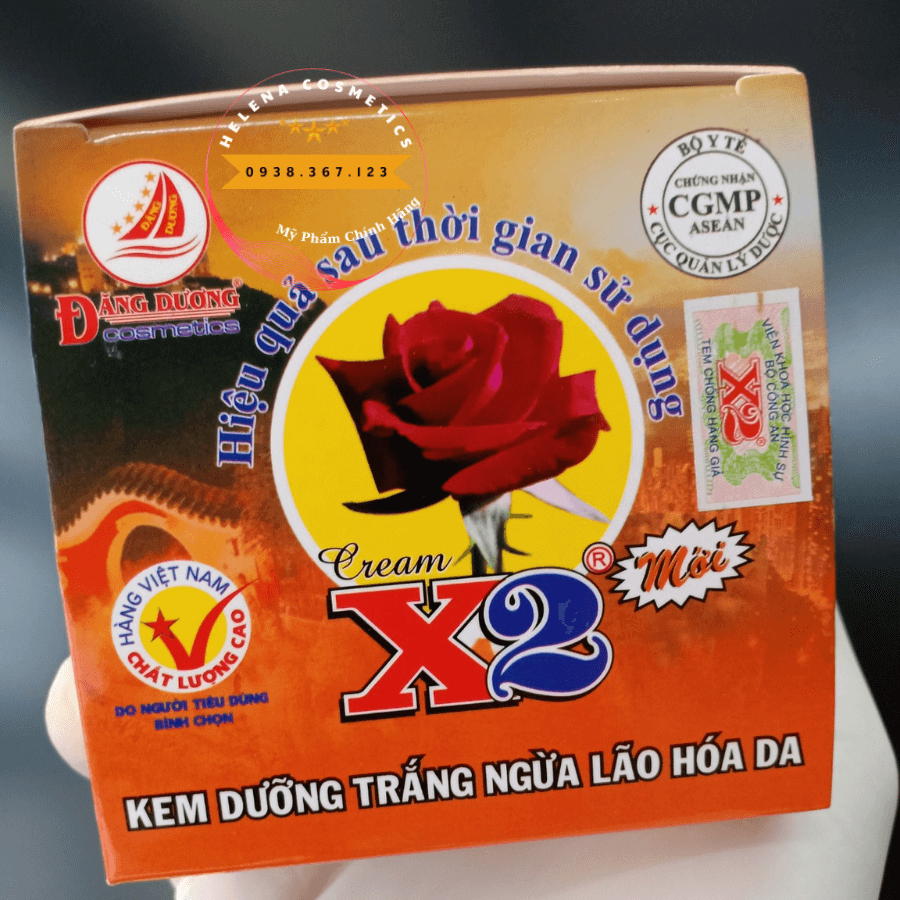 HELENA COSMETICS
0938.367.123
Mỹ Phẩm Chính Hãng
ĐĂNG DƯƠNG
ĐĂNG DƯƠNG
cosmetics
BỘ Y TẾ
CHỨNG NHẬN
CGMP
ASEAN
CỤC QUẢN LÝ DƯỢC
Hiệu quả sau thời gian sử dụng
VIỆN KHOA HỌC HÌNH SỰ
BỘ CÔNG AN
X2®
TEM CHỐNG HÀNG GIẢ
Cream
X2®
Mới
HÀNG VIỆT NAM
CHẤT LƯỢNG CAO
DO NGƯỜI TIÊU DÙNG
BÌNH CHỌN
KEM DƯỠNG TRẮNG NGỪA LÃO HÓA DA